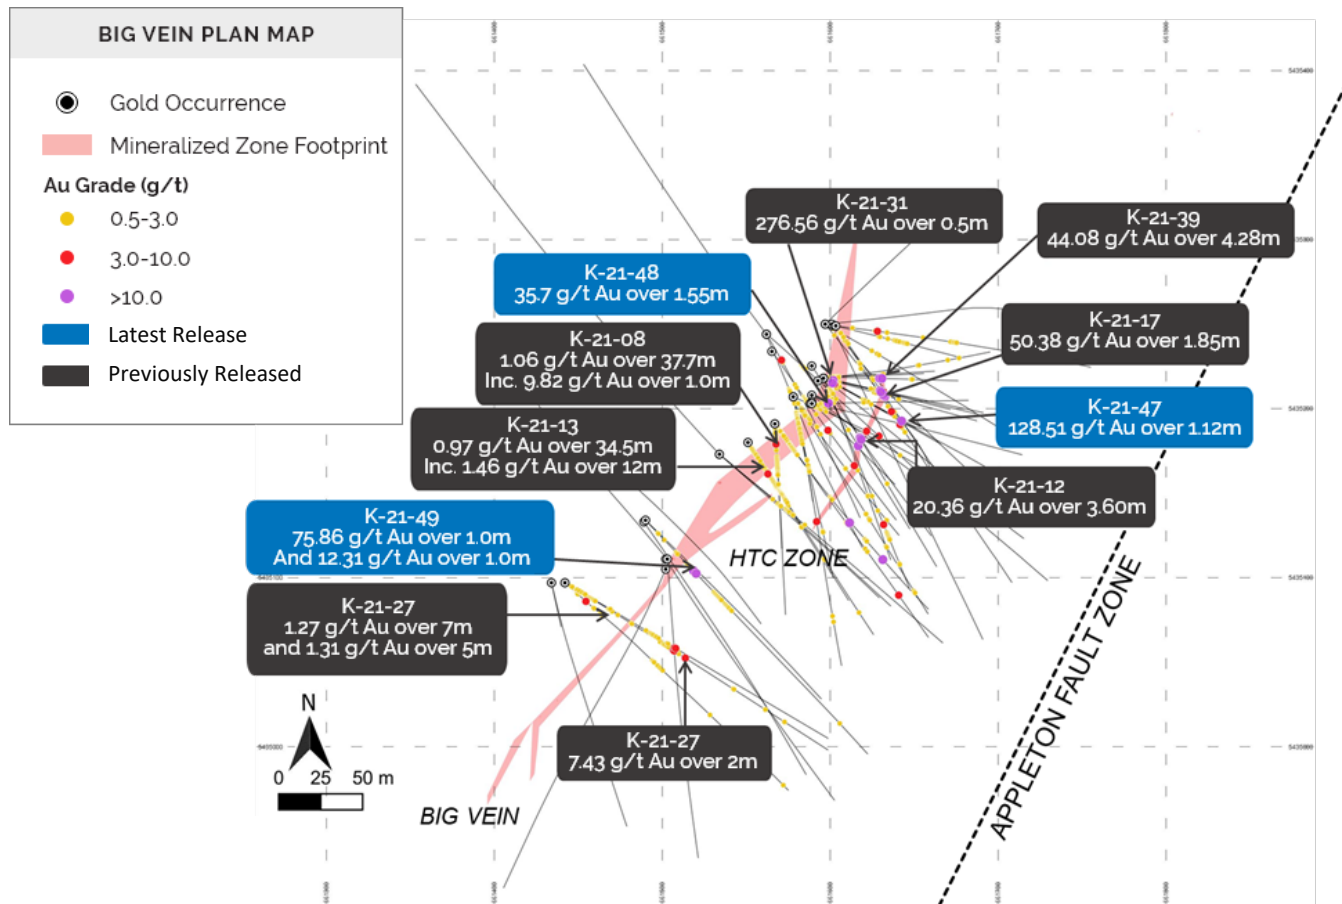 BIG VEIN PLAN MAP
Gold Occurrence
Mineralized Zone Footprint
Au Grade (g/t)
0.5-3.0
3.0-10.0
>10.0
Latest Release
Previously Released
K-21-31
276.56 g/t Au over 0.5m
K-21-39
44.08 g/t Au over 4.28m
K-21-48
35.7 g/t Au over 1.55m
K-21-17
50.38 g/t Au over 1.85m
K-21-08
1.06 g/t Au over 37.7m
Inc. 9.82 g/t Au over 1.0m
K-21-47
128.51 g/t Au over 1.12m
K-21-13
0.97 g/t Au over 34.5m
Inc. 1.46 g/t Au over 12m
K-21-12
20.36 g/t Au over 3.60m
K-21-49
75.86 g/t Au over 1.0m
And 12.31 g/t Au over 1.0m
HTC ZONE
K-21-27
1.27 g/t Au over 7m
and 1.31 g/t Au over 5m
APPLETON FAULT ZONE
K-21-27
7.43 g/t Au over 2m
N
0 25 50 m
BIG VEIN